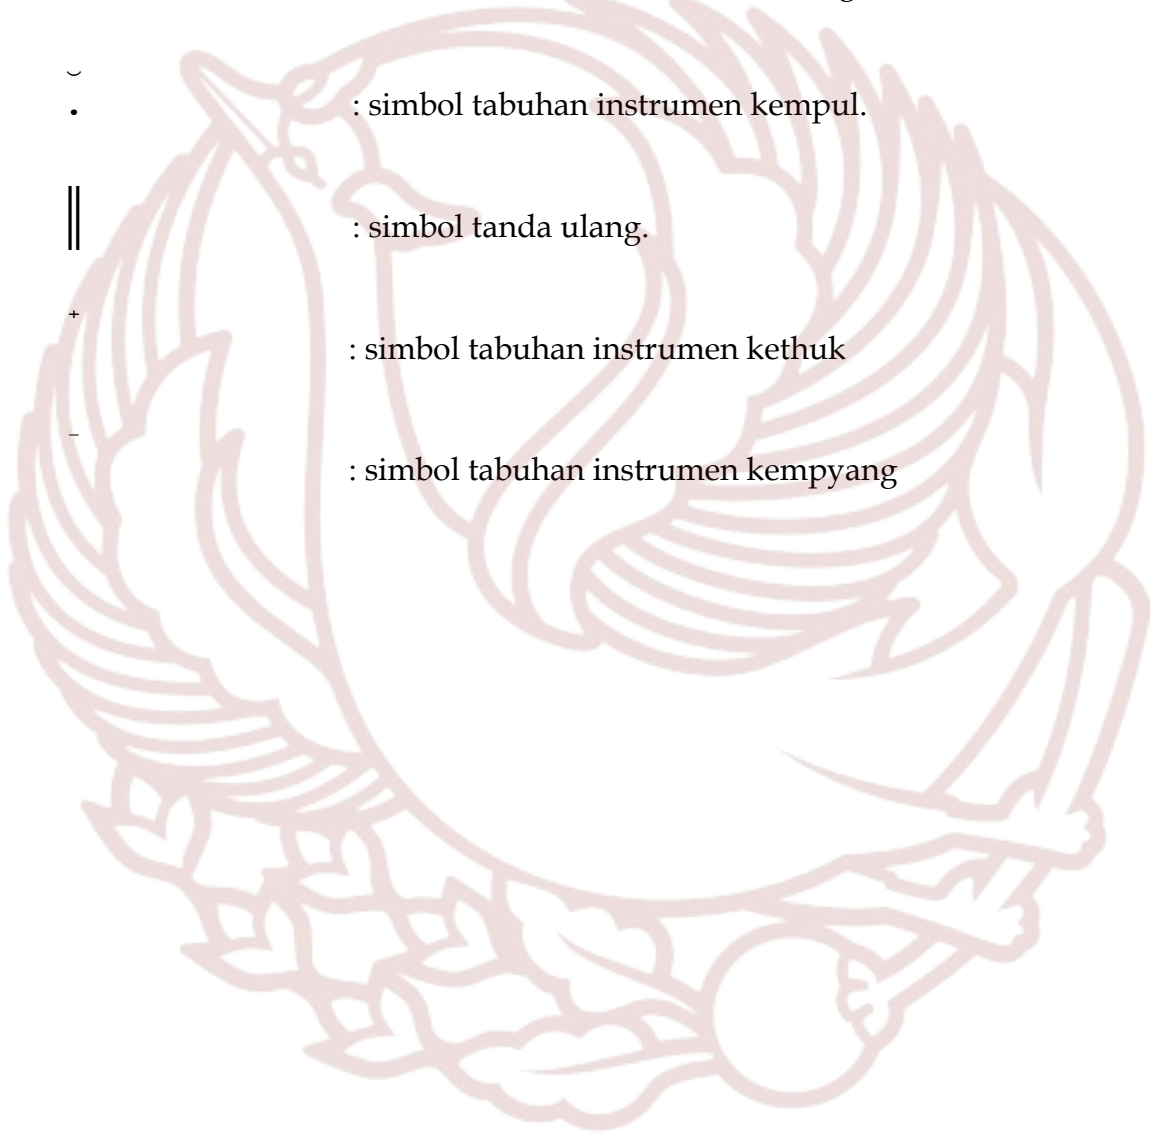 ⌣
. : simbol tabuhan instrumen kempul.
‖ : simbol tanda ulang.
+
: simbol tabuhan instrumen kethuk
-
: simbol tabuhan instrumen kempyang